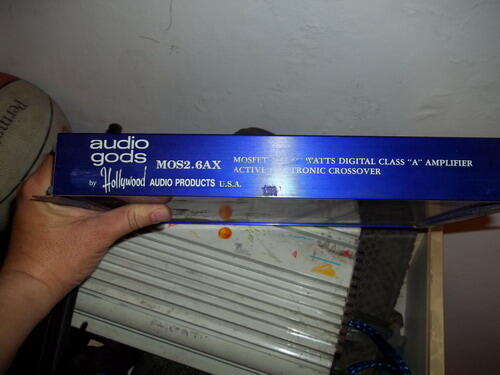 audio
gods
MOS2.6AX
by Hollywood AUDIO PRODUCTS U.S.A.
MOSFET WATTS DIGITAL CLASS "A" AMPLIFIER
ACTIVE ELECTRONIC CROSSOVER